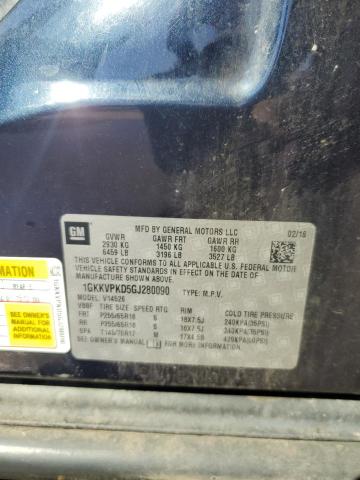 GM
MFD BY GENERAL MOTORS LLC 02/16
GVWR GAWR FRT GAWR RR
2930 KG 1450 KG 1600 KG
6459 LB 3196 LB 3527 LB
THIS VEHICLE CONFORMS TO ALL APPLICABLE U.S. FEDERAL
MOTOR VEHICLE SAFETY STANDARDS IN EFFECT ON THE DATE
OF MANUFACTURE SHOWN ABOVE.
1GKKVPKD5GJ280090 TYPE: M.P.V.
V14526
TIRE SIZE SPEED RTG RIM COLD TIRE PRESSURE
FRT P255/65R18 S 18X7.5J 240KPA(35PSI)
RR P255/65R18 S 18X7.5J 240KPA(35PSI)
SPA 17X4.5B 420KPA(60PSI)
SEE OWNER'S MANUAL FOR MORE INFORMATION.
MATION
SEE OWNER'S
MANUAL FOR
ADDITIONAL
INFORMATION
1GKKVPKD5GJ280090